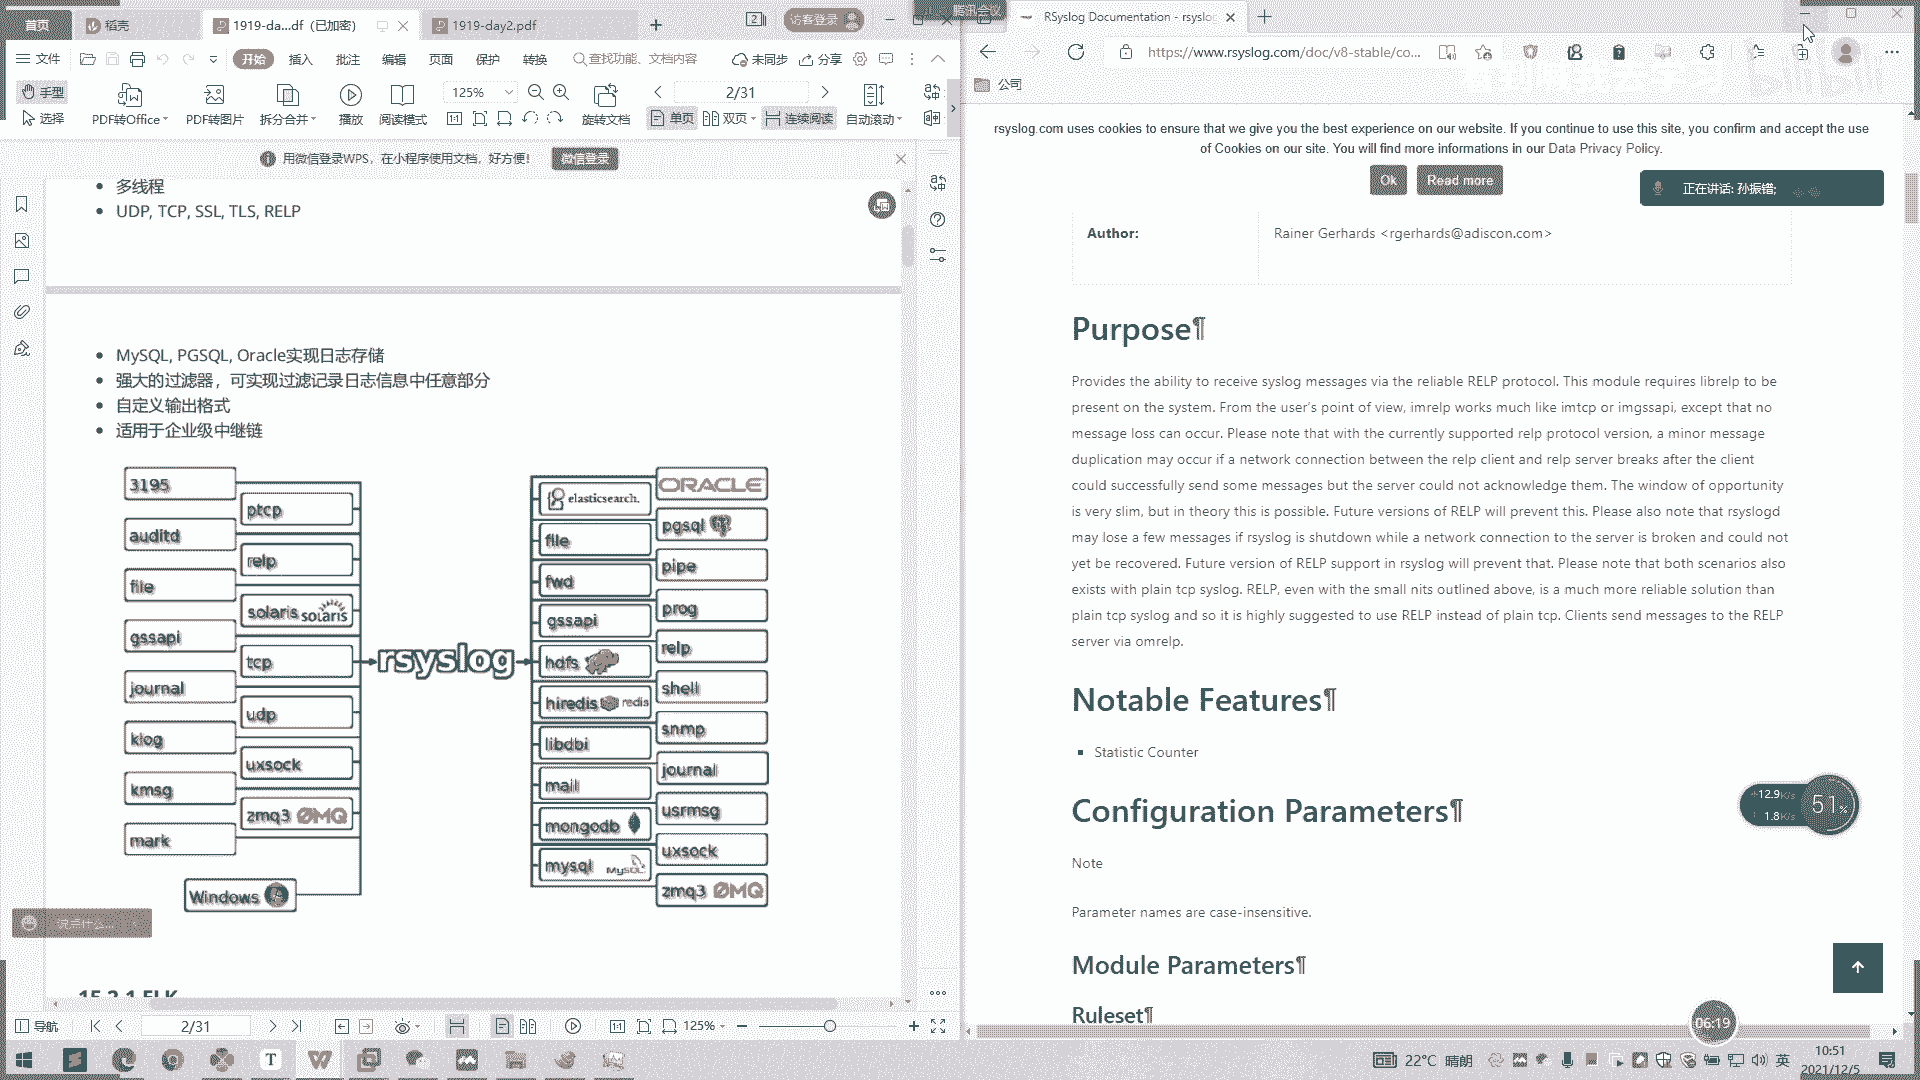 首页
稻壳
1919-da...df (已加密)
1919-day2.pdf
访客登录
腾讯会议
文件
开始
插入
批注
编辑
页面
保护
转换
查找功能、文档内容
未同步
分享
手型
选择
PDF转Office
PDF转图片
拆分合并
播放
阅读模式
125%
旋转文档
2/31
单页
双页
连续阅读
自动滚动
用微信登录WPS，在小程序使用文档，好方便！
微信登录
多线程
UDP, TCP, SSL, TLS, RELP
MySQL, PGSQL, Oracle实现日志存储
强大的过滤器，可实现过滤记录日志信息中任意部分
自定义输出格式
适用于企业级中继链
3195
ptcp
auditd
relp
file
solaris solaris
gssapi
tcp
journal
udp
klog
uxsock
kmsg
zmq3 ØMQ
mark
Windows
rsyslog
elasticsearch.
ORACLE
file
pgsql
fwd
pipe
gssapi
prog
hdfs
relp
hiredis redis
shell
libdbi
snmp
mail
journal
mongodb
usrmsg
mysql MySQL
uxsock
zmq3 ØMQ
说点什么...
15.2.1 ELK
导航
2/31
125%
RSyslog Documentation - rsyslo
https://www.rsyslog.com/doc/v8-stable/co...
公司
rsyslog.com uses cookies to ensure that we give you the best experience on our website. If you continue to use this site, you confirm and accept the use
of Cookies on our site. You will find more informations in our Data Privacy Policy.
Ok
Read more
正在讲话: 孙振锴;
Author:
Rainer Gerhards <rgerhards@adiscon.com>
Purpose¶
Provides the ability to receive syslog messages via the reliable RELP protocol. This module requires librelp to be
present on the system. From the user's point of view, imrelp works much like imtcp or imgssapi, except that no
message loss can occur. Please note that with the currently supported relp protocol version, a minor message
duplication may occur if a network connection between the relp client and relp server breaks after the client
could successfully send some messages but the server could not acknowledge them. The window of opportunity
is very slim, but in theory this is possible. Future versions of RELP will prevent this. Please also note that rsyslogd
may lose a few messages if rsyslog is shutdown while a network connection to the server is broken and could not
yet be recovered. Future version of RELP support in rsyslog will prevent that. Please note that both scenarios also
exists with plain tcp syslog. RELP, even with the small nits outlined above, is a much more reliable solution than
plain tcp syslog and so it is highly suggested to use RELP instead of plain tcp. Clients send messages to the RELP
server via omrelp.
Notable Features¶
Statistic Counter
Configuration Parameters¶
Note
Parameter names are case-insensitive.
Module Parameters¶
Ruleset¶
12.9K/s
1.8K/s
51%
06:19
22°C 晴朗
英
10:51
2021/12/5